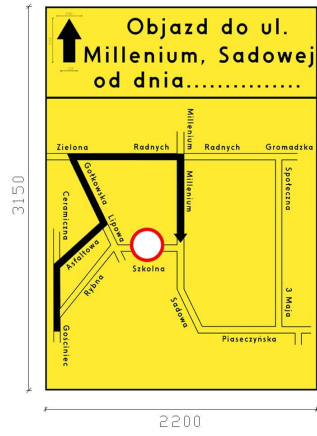 Objazd do ul.
Millenium, Sadowej
od dnia...............
Millenium
Zielona
Radnych
Radnych
Gromadzka
Gołkowska
Millenium
Społeczna
Ceramiczna
Lipowa
Asfaltowa
Szkolna
Rybna
Sadowa
3 Maja
Gościniec
Piaseczyńska
3150
2200